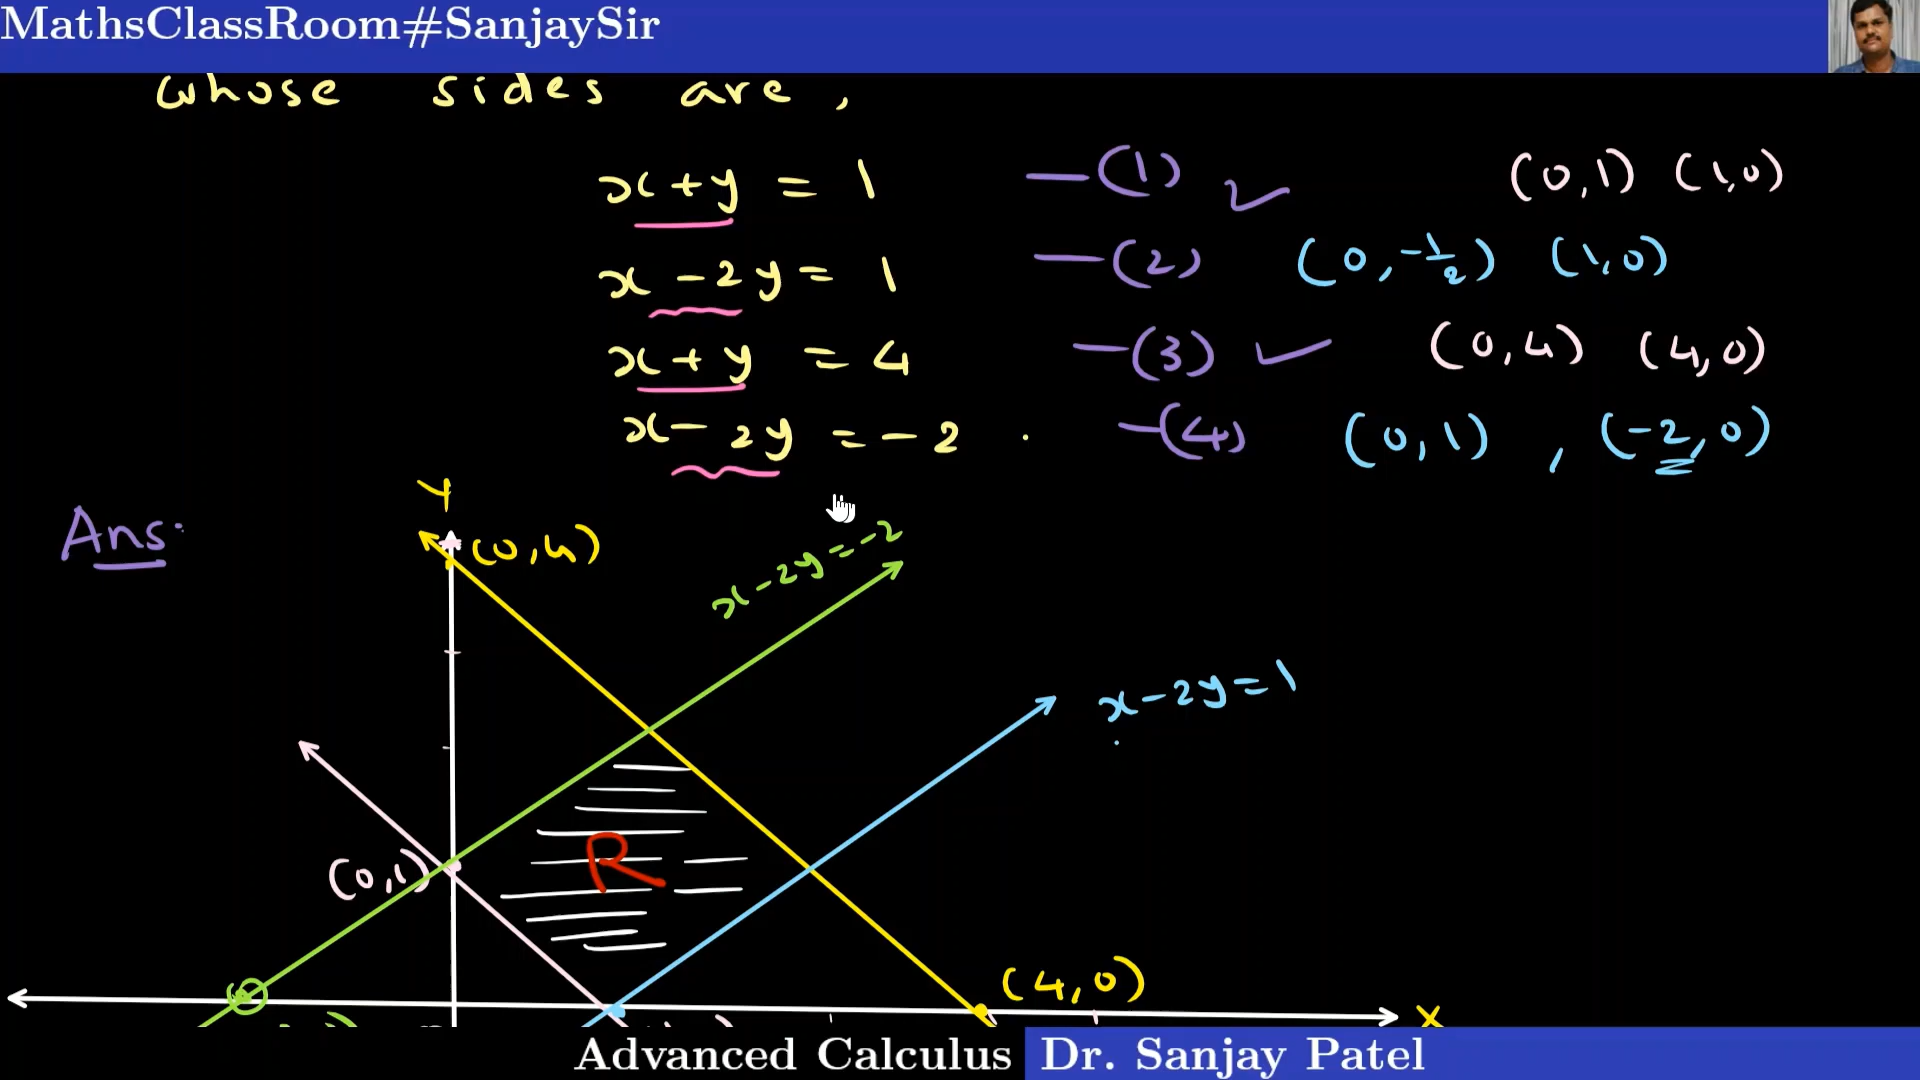 MathsClassRoom#SanjaySir
whose sides are,
x + y = 1 —(1) (0,1) (1,0)
x - 2y = 1 —(2) (0,-1/2) (1,0)
x + y = 4 —(3) (0,4) (4,0)
x - 2y = -2 . —(4) (0,1) , (-2,0)
Ans:
Y
(0,4)
x-2y=-2
x-2y=1
R
(0,1)
(4,0)
X
Advanced Calculus Dr. Sanjay Patel